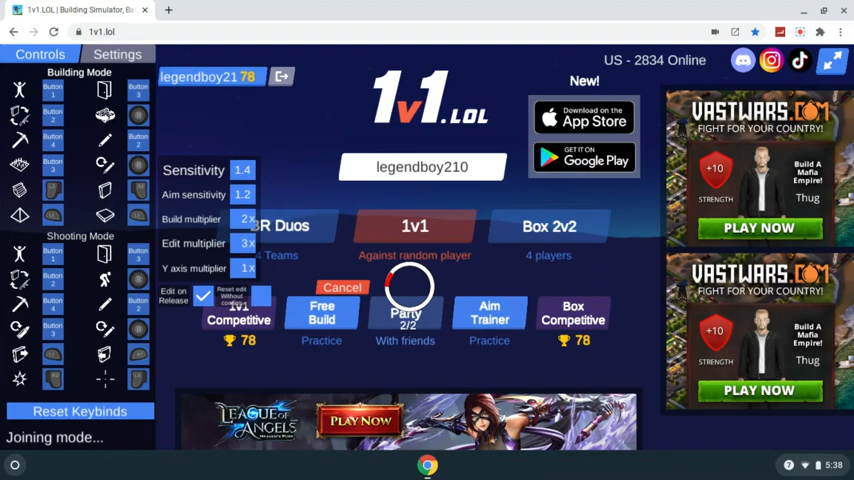 1v1.LOL | Building Simulator, Ba
1v1.lol
Controls
Settings
Building Mode
Button 1
Button 3
Button 1
Button 4
Button 2
Button 3
Shooting Mode
Button 1
Button 3
Button 1
Button 4
Button 2
Button 3
Reset Keybinds
Joining mode...
legendboy21 78
Sensitivity 1.4
Aim sensitivity 1.2
Build multiplier 2x
Edit multiplier 3x
Y axis multiplier 1x
Edit on Release
Reset edit Without
1v1.LOL
legendboy210
US - 2834 Online
New!
Download on the App Store
GET IT ON Google Play
BR Duos
4 Teams
1v1
Against random player
Box 2v2
4 players
Cancel
1v1 Competitive
78
Free Build
Practice
Party
2/2
With friends
Aim Trainer
Practice
Box Competitive
78
LEAGUE OF ANGELS
PLAY NOW
VASTWARS.COM
FIGHT FOR YOUR COUNTRY!
+10
STRENGTH
Build A Mafia Empire!
Thug
PLAY NOW
VASTWARS.COM
FIGHT FOR YOUR COUNTRY!
+10
STRENGTH
Build A Mafia Empire!
Thug
PLAY NOW
7
5:38